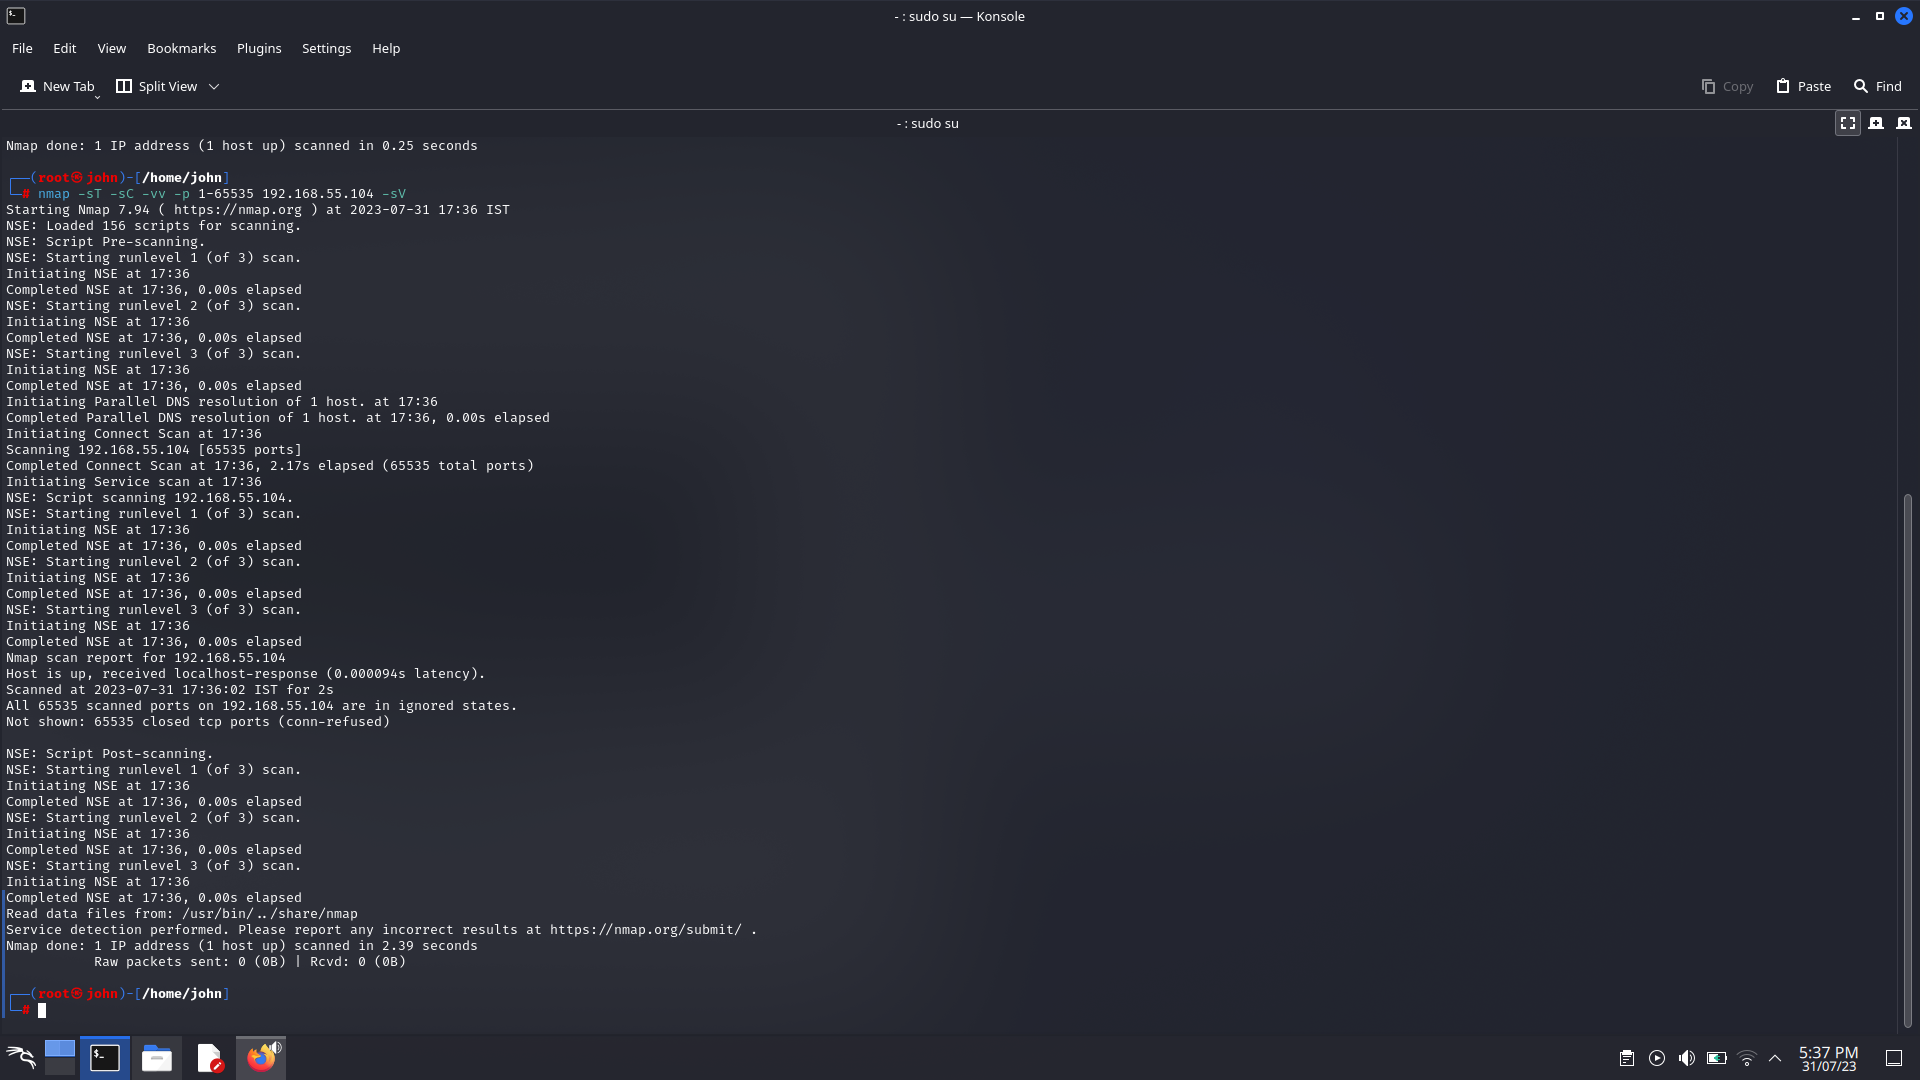 - : sudo su — Konsole
File Edit View Bookmarks Plugins Settings Help
New Tab Split View Copy Paste Find
- : sudo su
Nmap done: 1 IP address (1 host up) scanned in 0.25 seconds
┌──(root㉿john)-[/home/john]
└─# nmap -sT -sC -vv -p 1-65535 192.168.55.104 -sV
Starting Nmap 7.94 ( https://nmap.org ) at 2023-07-31 17:36 IST
NSE: Loaded 156 scripts for scanning.
NSE: Script Pre-scanning.
NSE: Starting runlevel 1 (of 3) scan.
Initiating NSE at 17:36
Completed NSE at 17:36, 0.00s elapsed
NSE: Starting runlevel 2 (of 3) scan.
Initiating NSE at 17:36
Completed NSE at 17:36, 0.00s elapsed
NSE: Starting runlevel 3 (of 3) scan.
Initiating NSE at 17:36
Completed NSE at 17:36, 0.00s elapsed
Initiating Parallel DNS resolution of 1 host. at 17:36
Completed Parallel DNS resolution of 1 host. at 17:36, 0.00s elapsed
Initiating Connect Scan at 17:36
Scanning 192.168.55.104 [65535 ports]
Completed Connect Scan at 17:36, 2.17s elapsed (65535 total ports)
Initiating Service scan at 17:36
NSE: Script scanning 192.168.55.104.
NSE: Starting runlevel 1 (of 3) scan.
Initiating NSE at 17:36
Completed NSE at 17:36, 0.00s elapsed
NSE: Starting runlevel 2 (of 3) scan.
Initiating NSE at 17:36
Completed NSE at 17:36, 0.00s elapsed
NSE: Starting runlevel 3 (of 3) scan.
Initiating NSE at 17:36
Completed NSE at 17:36, 0.00s elapsed
Nmap scan report for 192.168.55.104
Host is up, received localhost-response (0.000094s latency).
Scanned at 2023-07-31 17:36:02 IST for 2s
All 65535 scanned ports on 192.168.55.104 are in ignored states.
Not shown: 65535 closed tcp ports (conn-refused)
NSE: Script Post-scanning.
NSE: Starting runlevel 1 (of 3) scan.
Initiating NSE at 17:36
Completed NSE at 17:36, 0.00s elapsed
NSE: Starting runlevel 2 (of 3) scan.
Initiating NSE at 17:36
Completed NSE at 17:36, 0.00s elapsed
NSE: Starting runlevel 3 (of 3) scan.
Initiating NSE at 17:36
Completed NSE at 17:36, 0.00s elapsed
Read data files from: /usr/bin/../share/nmap
Service detection performed. Please report any incorrect results at https://nmap.org/submit/ .
Nmap done: 1 IP address (1 host up) scanned in 2.39 seconds
Raw packets sent: 0 (0B) | Rcvd: 0 (0B)
┌──(root㉿john)-[/home/john]
└─#
5:37 PM
31/07/23